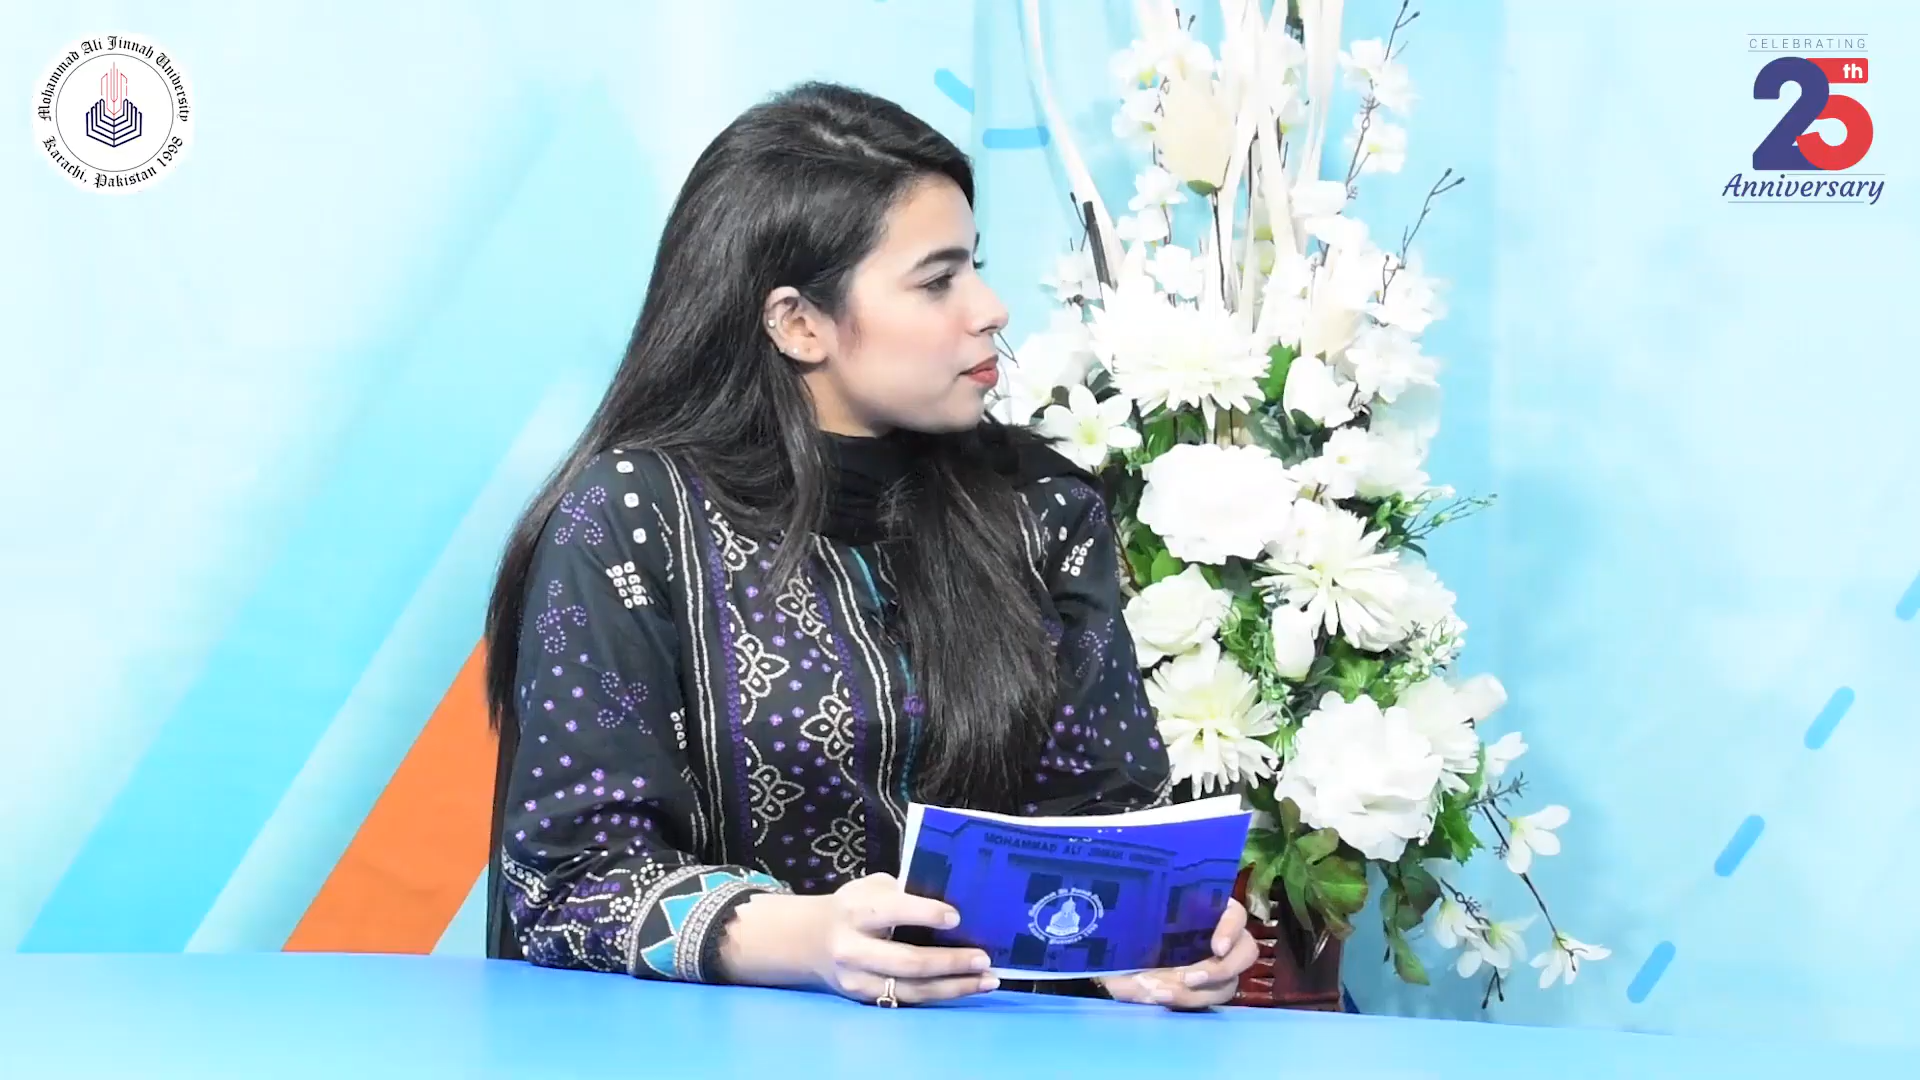 Mohammad Ali Jinnah University
Karachi, Pakistan 1998
CELEBRATING
25th
Anniversary
MOHAMMAD ALI JINNAH